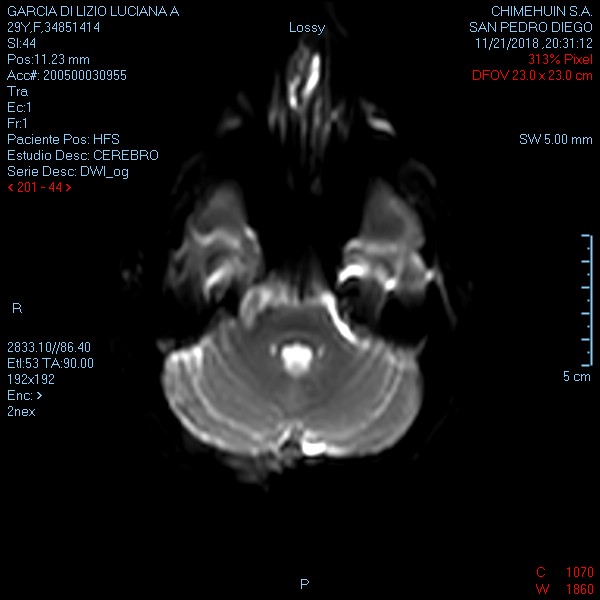 GARCIA DI LIZIO LUCIANA A
29Y,F,34851414
Sl:44
Pos:11.23 mm
Acc#: 200500030955
Tra
Ec:1
Fr:1
Paciente Pos: HFS
Estudio Desc: CEREBRO
Serie Desc: DWI_og
< 201 - 44 >
Lossy
CHIMEHUIN S.A.
SAN PEDRO DIEGO
11/21/2018 ,20:31:12
313% Pixel
DFOV 23.0 x 23.0 cm
SW 5.00 mm
R
2833.10//86.40
Etl:53 TA:90.00
192x192
Enc: >
2nex
5 cm
P
C 1070
W 1860